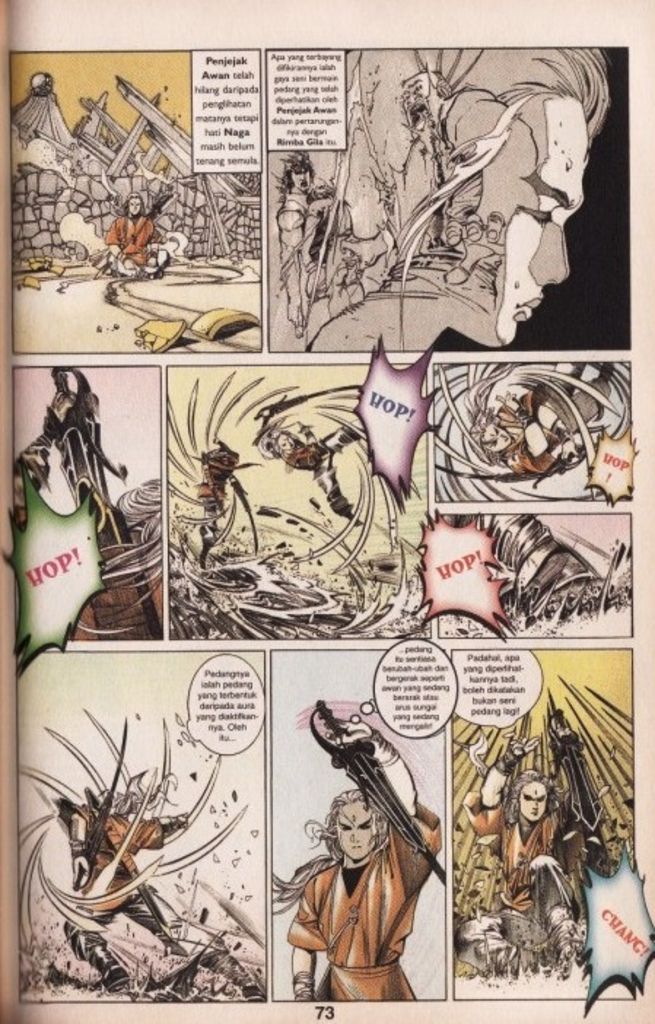 Penjejak
Awan telah
hilang daripada
penglihatan
matanya tetapi
hati Naga
masih belum
tenang semula.
Apa yang terbayang
difikirannya ialah
gaya seni bermain
pedang yang telah
diperhatikan oleh
Penjejak Awan
dalam pertarungan-
nya dengan
Rimba Gila itu.
HOP!
HOP!
HOP
!
HOP!
Pedangnya
ialah pedang
yang terbentuk
daripada aura
yang diaktifkan-
nya. Oleh
itu...
...pedang
itu sentiasa
berubah-ubah dan
bergerak seperti
awan yang sedang
berarak atau
arus sungai
yang sedang
mengalir!
Padahal, apa
yang diperlihat-
kannya tadi,
boleh dikatakan
bukan seni
pedang lagi!
CHANG!
73